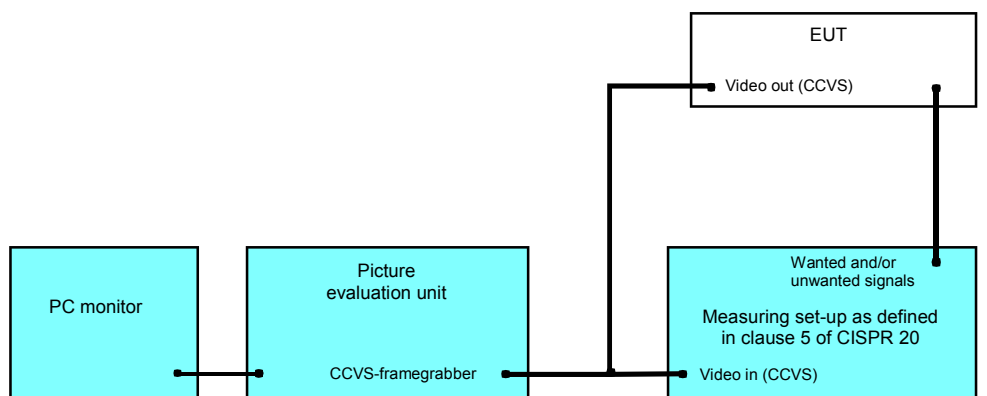 EUT
Video out (CCVS)
PC monitor
Picture
evaluation unit
CCVS-framegrabber
Wanted and/or
unwanted signals
Measuring set-up as defined
in clause 5 of CISPR 20
Video in (CCVS)